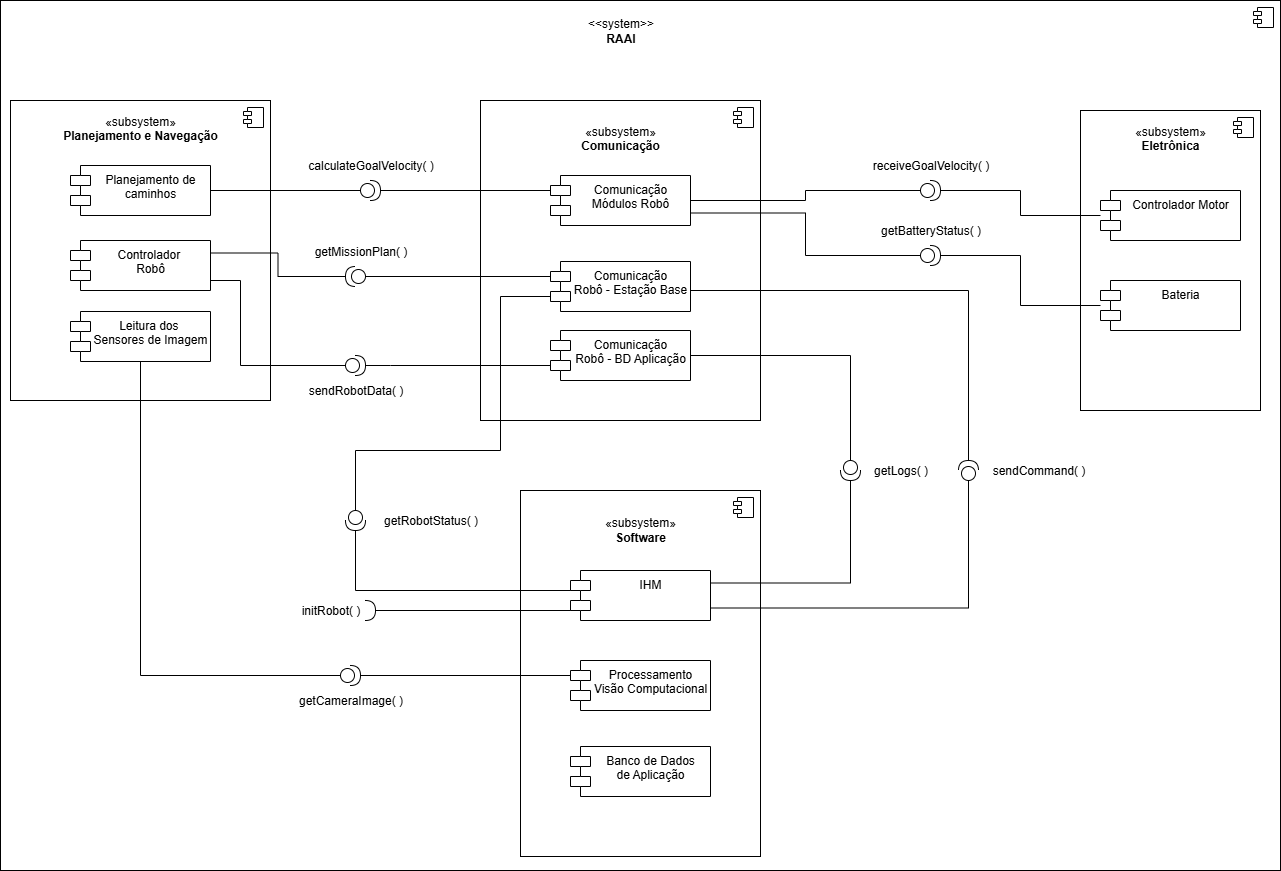 <<system>>
RAAI
«subsystem»
Planejamento e Navegação
Planejamento de
caminhos
Controlador
Robô
Leitura dos
Sensores de Imagem
calculateGoalVelocity( )
getMissionPlan( )
sendRobotData( )
«subsystem»
Comunicação
Comunicação
Módulos Robô
Comunicação
Robô - Estação Base
Comunicação
Robô - BD Aplicação
receiveGoalVelocity( )
getBatteryStatus( )
«subsystem»
Eletrônica
Controlador Motor
Bateria
getLogs( )
sendCommand( )
getRobotStatus( )
initRobot( )
getCameraImage( )
«subsystem»
Software
IHM
Processamento
Visão Computacional
Banco de Dados
de Aplicação